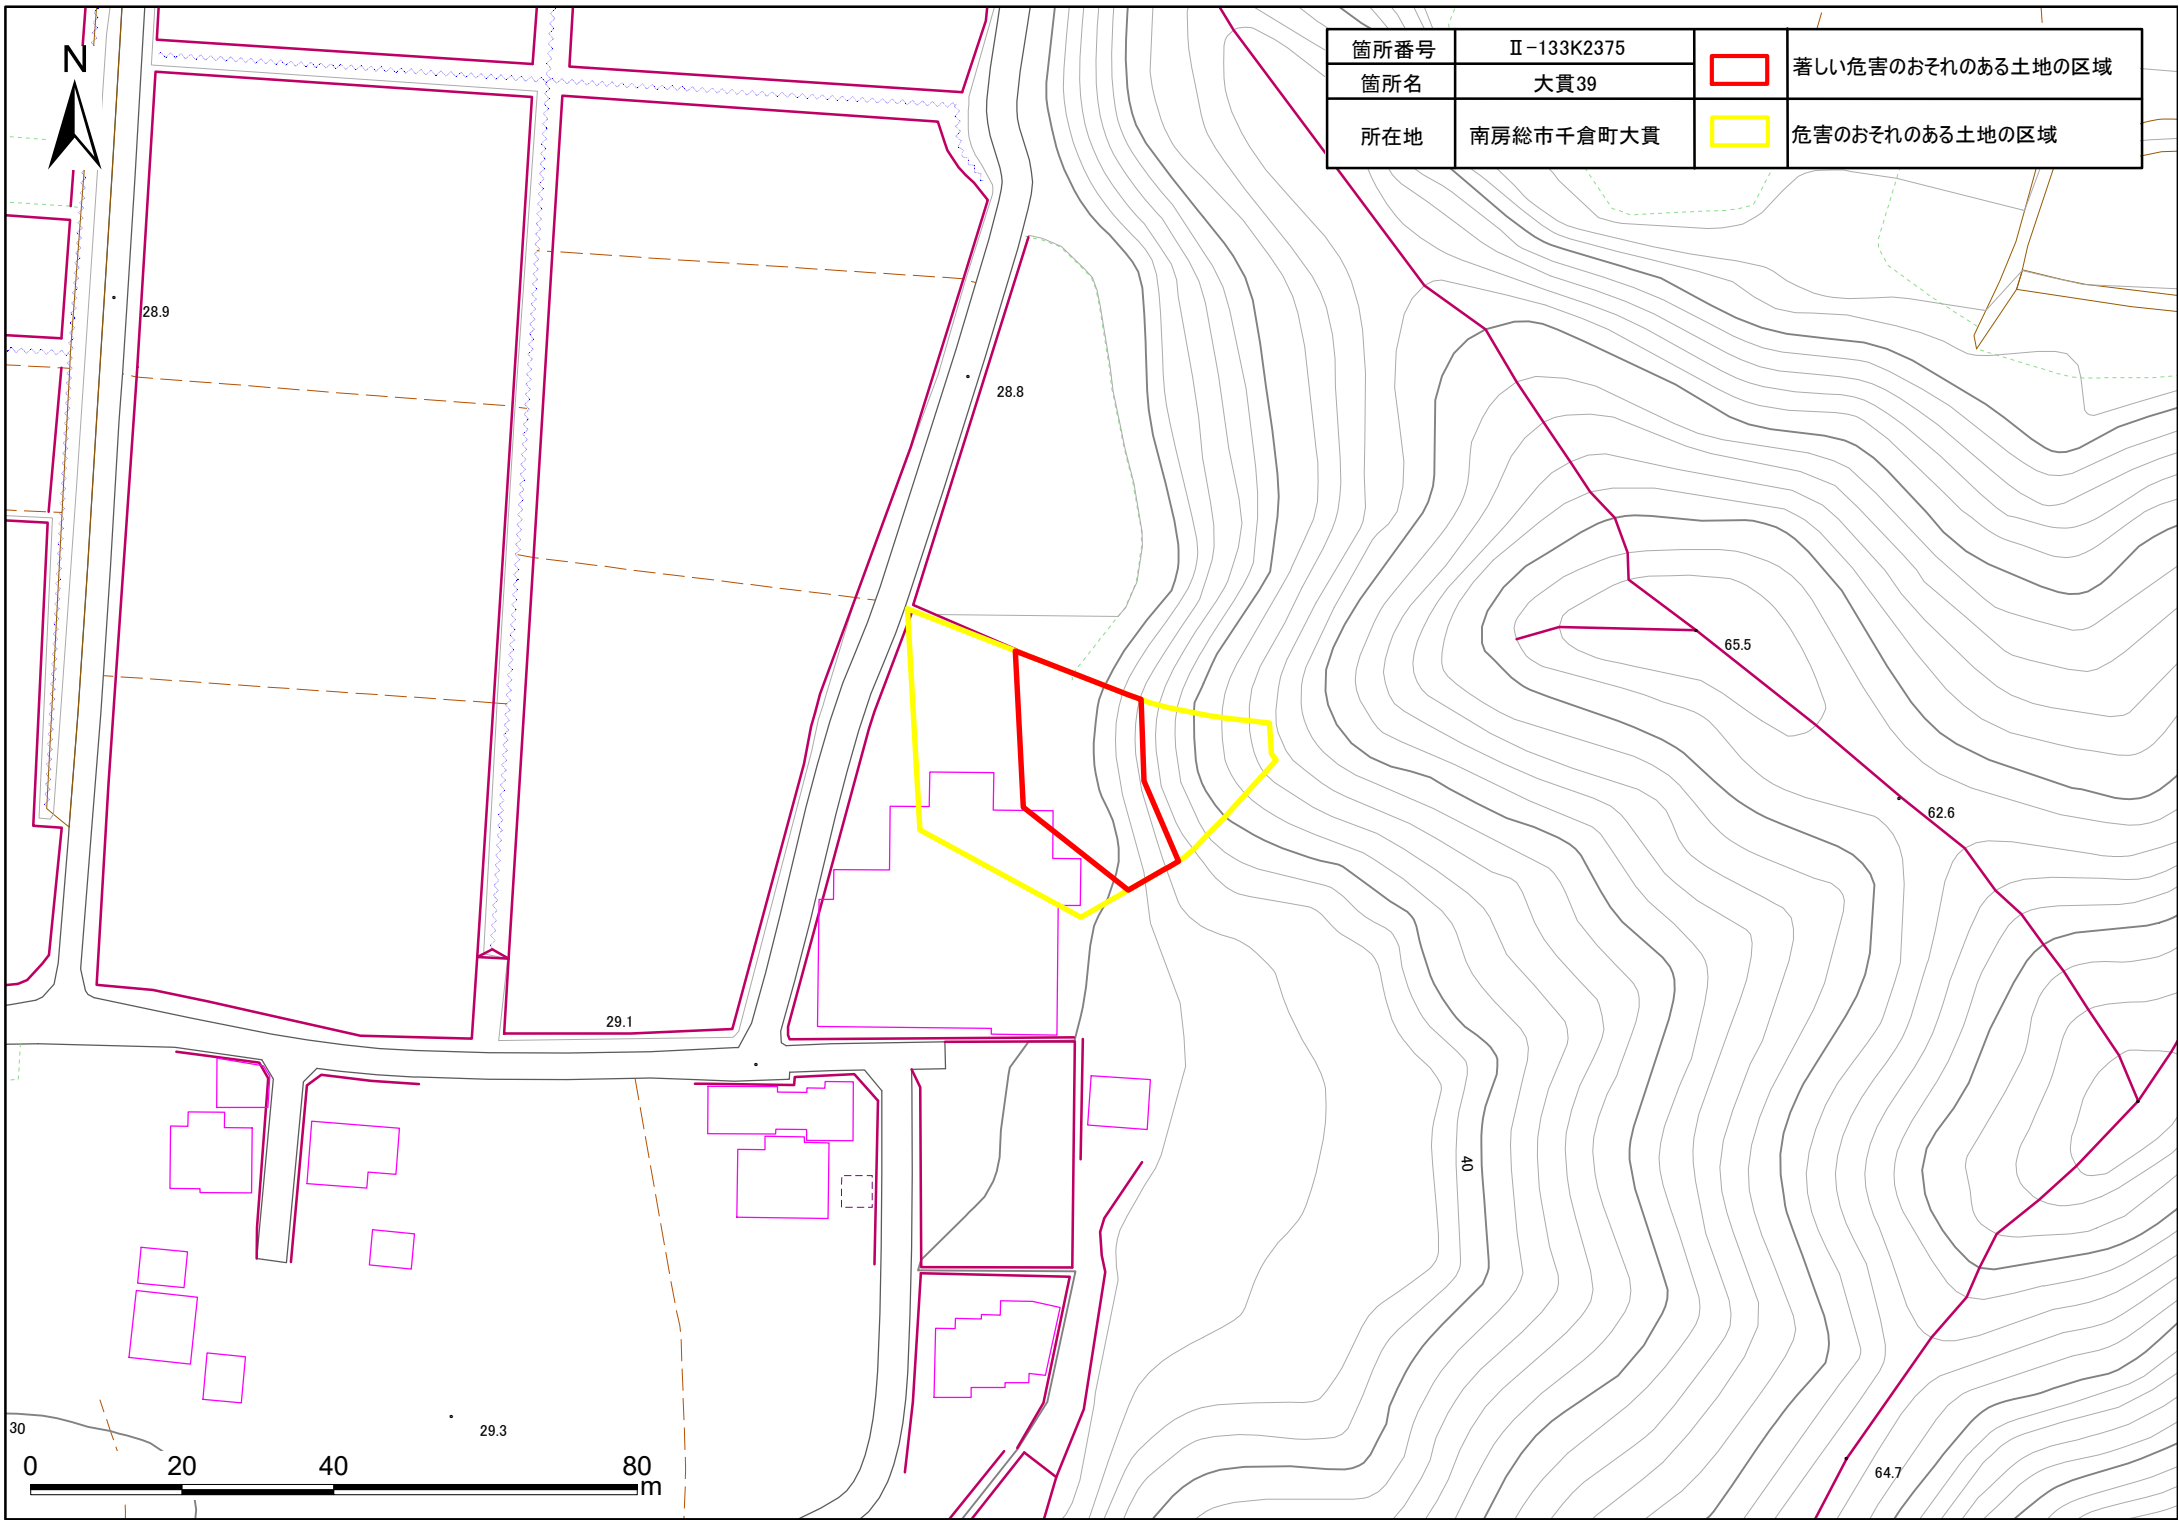 N
箇所番号 Ⅱ-133K2375
箇所名 大貫39
所在地 南房総市千倉町大貫
著しい危害のおそれのある土地の区域
危害のおそれのある土地の区域
28.9
28.8
65.5
62.6
29.1
40
30
29.3
64.7
0 20 40 80
m